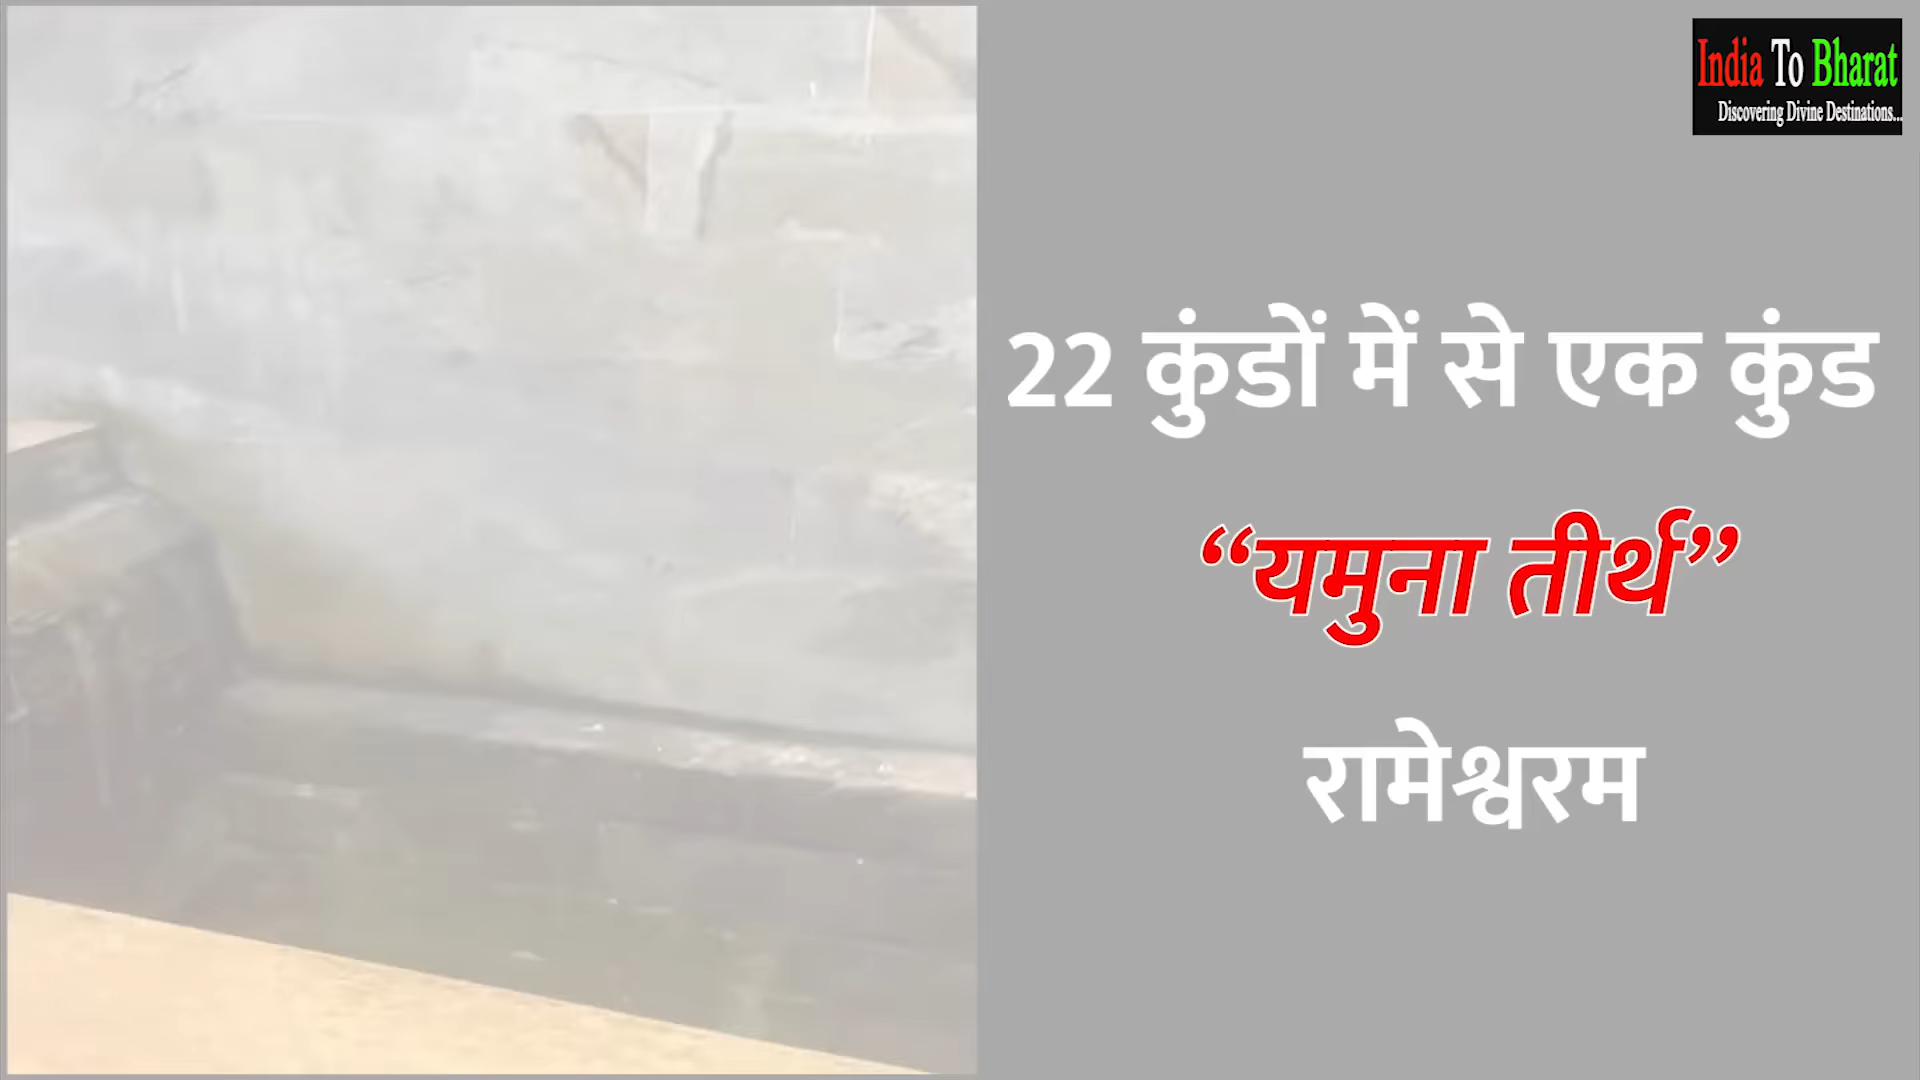 India To Bharat
Discovering Divine Destinations...
22 कुंडों में से एक कुंड
“यमुना तीर्थ”
रामेश्वरम